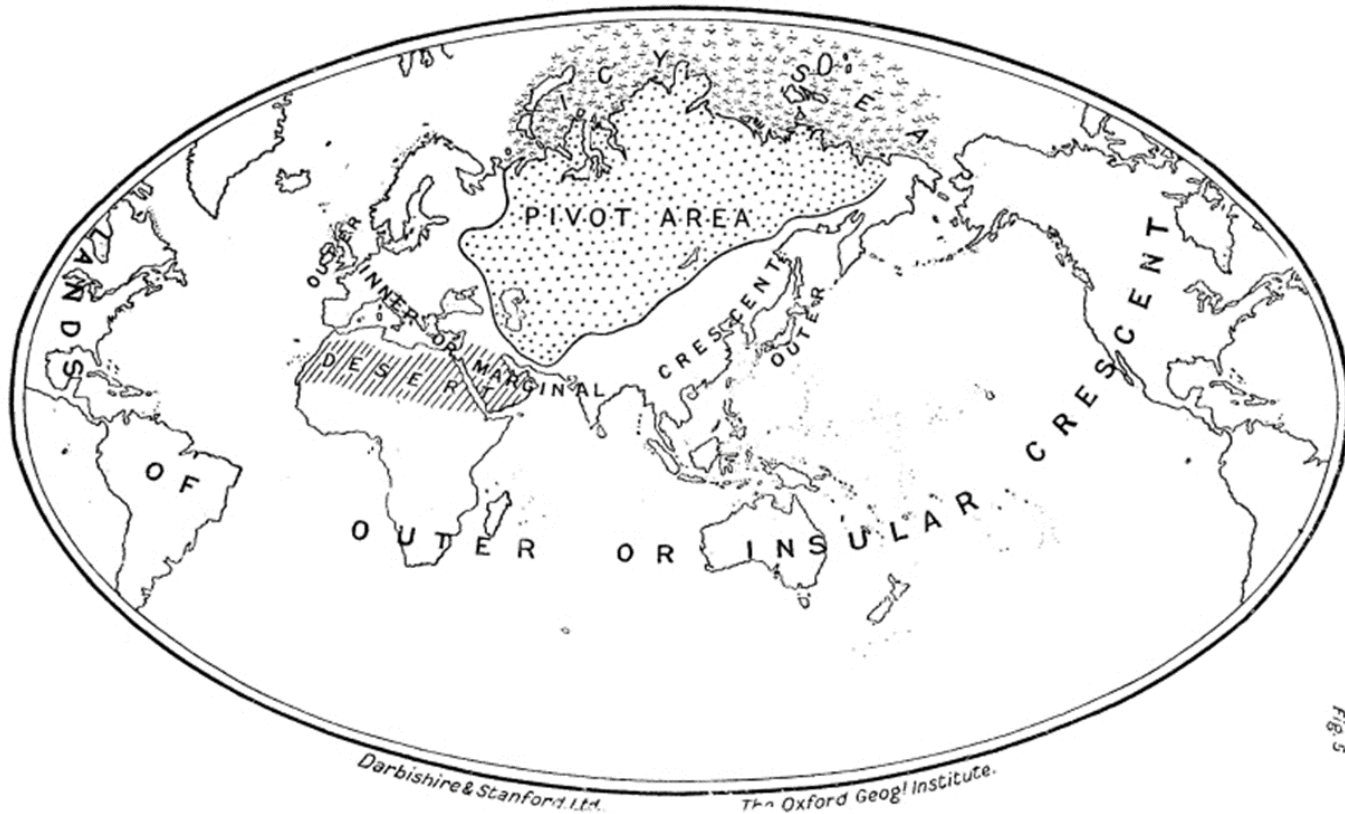 ICY SEA
PIVOT AREA
LANDS OF OUTER OR INSULAR CRESCENT
OUTER
INNER OR MARGINAL CRESCENT
OUTER
DESERT
Fig. 5
Darbishire & Stanford. Ltd.
The Oxford Geogl Institute.